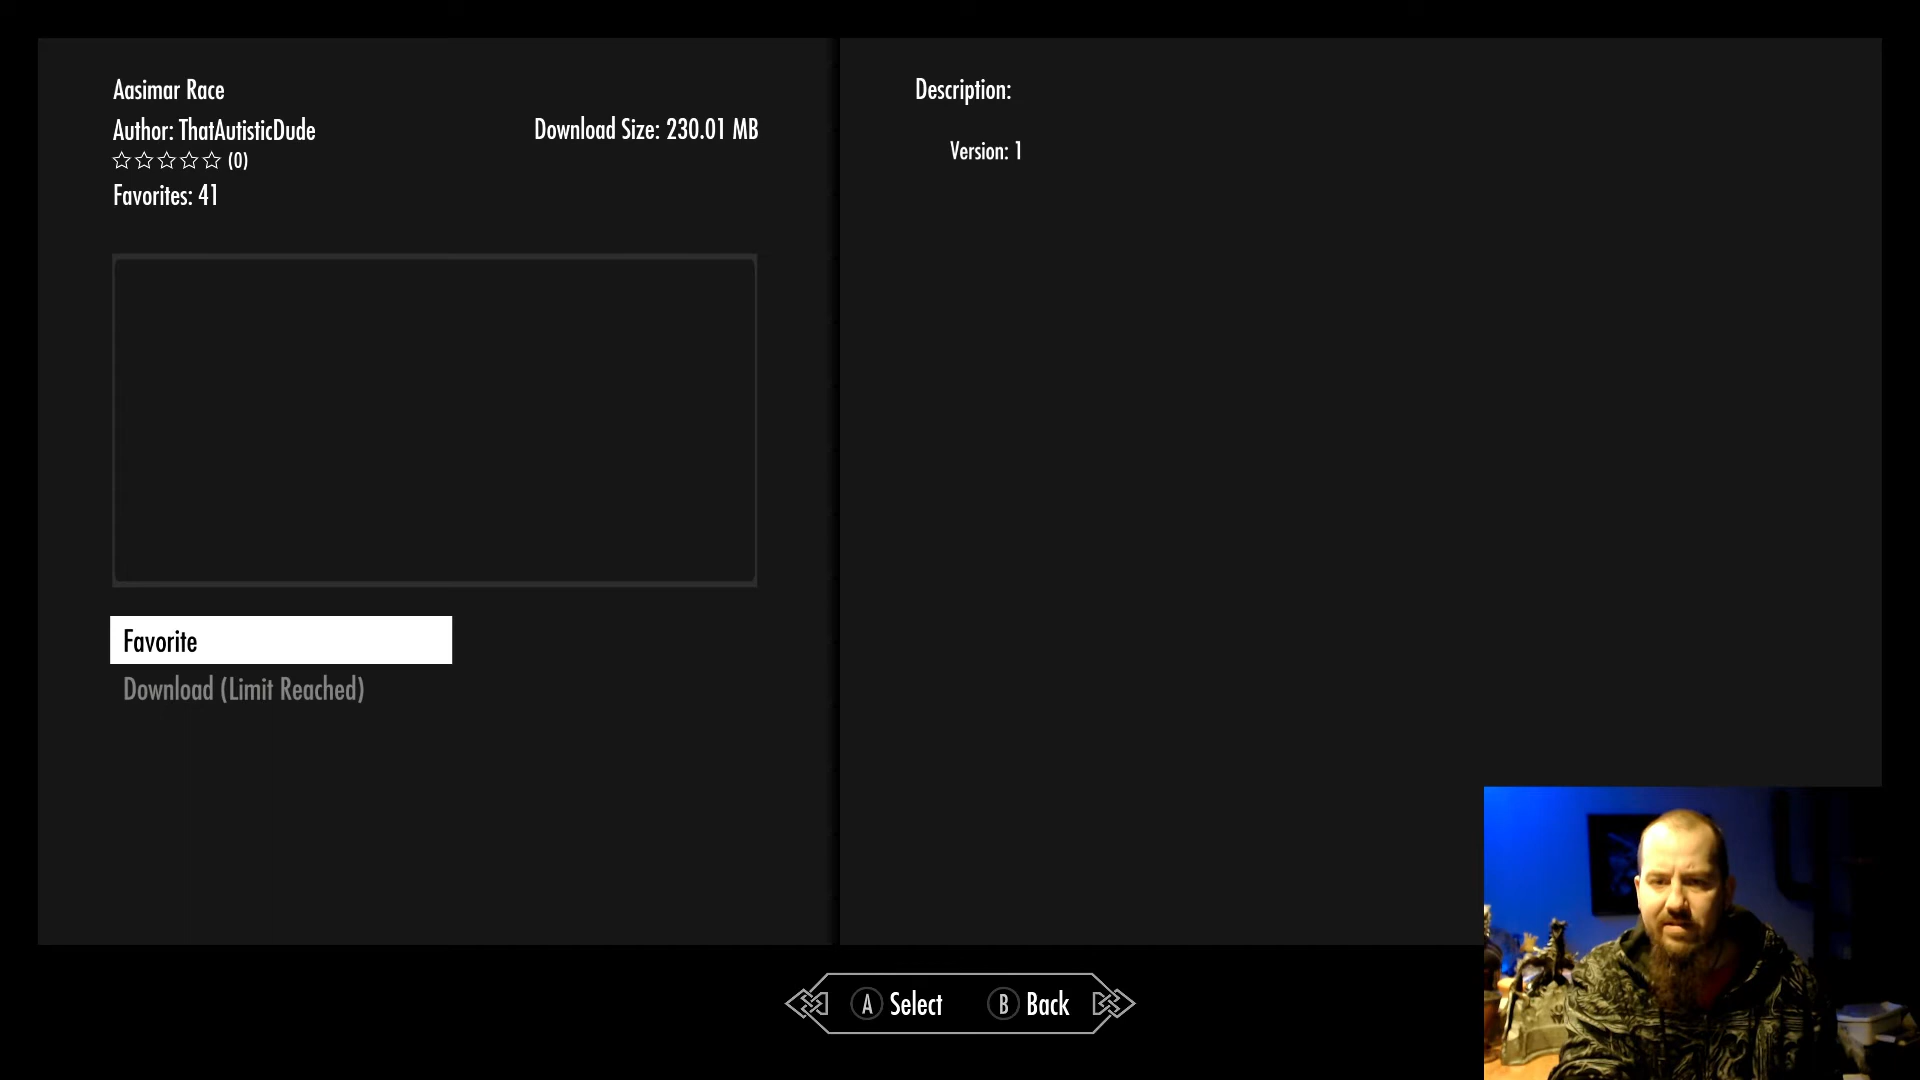 Aasimar Race
Author: ThatAutisticDude
Download Size: 230.01 MB
(0)
Favorites: 41
Favorite
Download (Limit Reached)
Description:
Version: 1
A Select
B Back